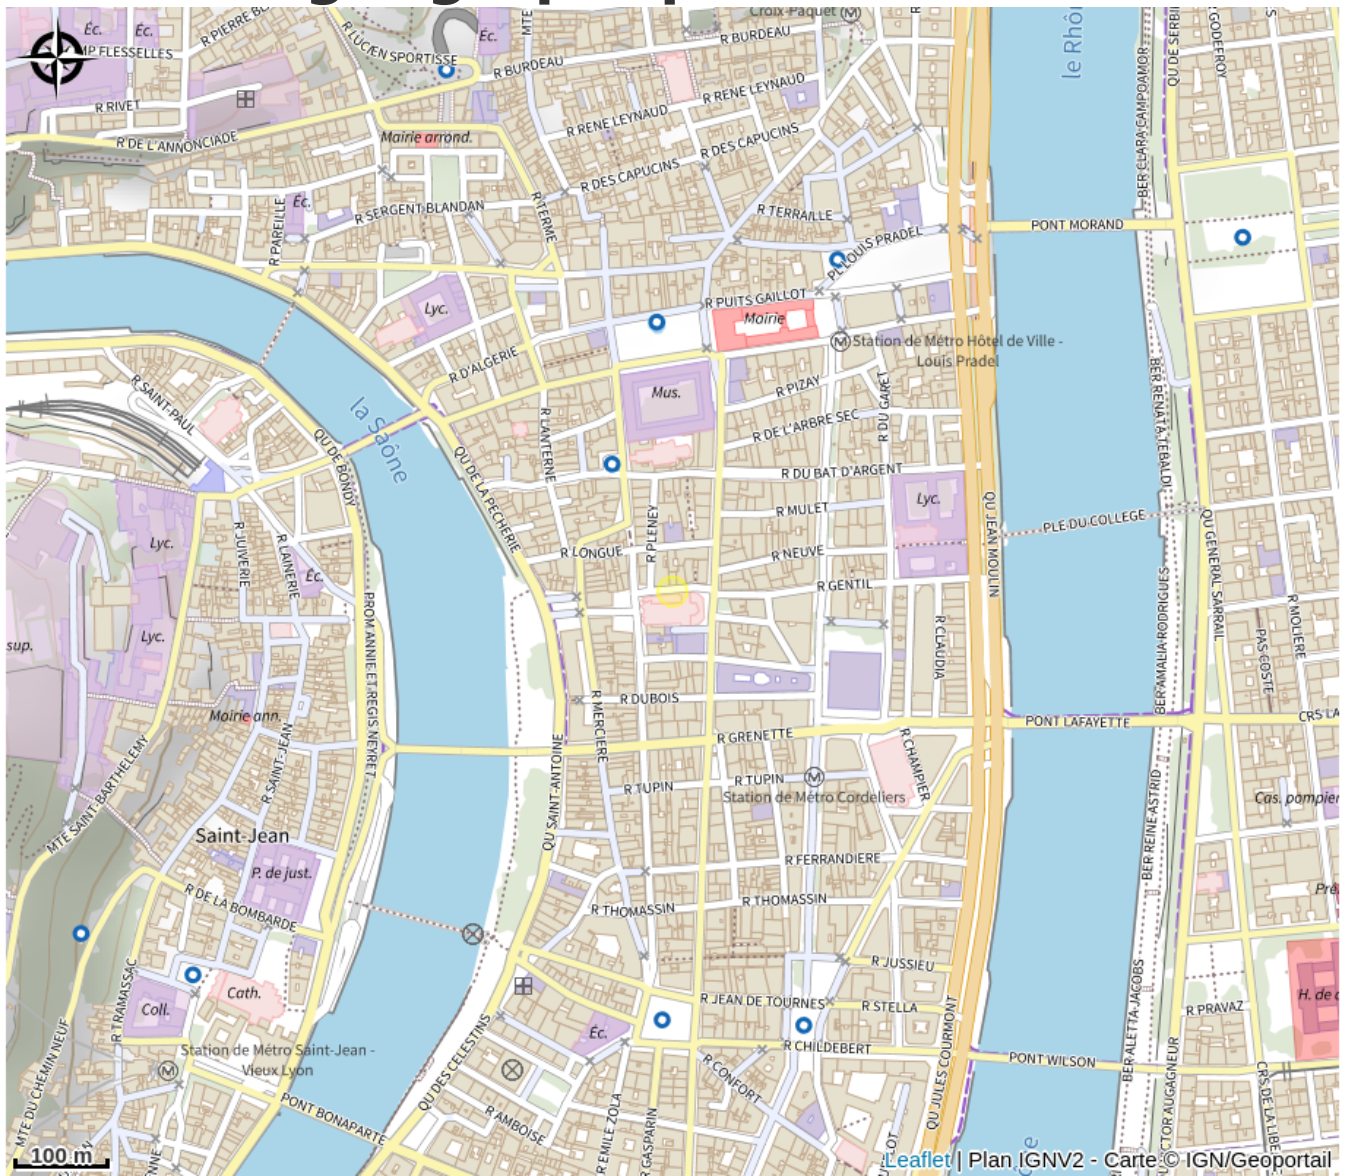 Croix-Paquet
le Rhône
Éc.
Éc.
R LUCIEN SPORTISSE
Éc.
MTE
R BURDEAU
R BURDEAU
QU DE SERBIE
R GODEFROY
R RIVET
R RENE LEYNAUD
R RENE LEYNAUD
R DE L'ANNONCIADE
Mairie arrond.
R DES CAPUCINS
R DES CAPUCINS
BER CLARA CAMPOAMOR
Éc.
R SERGENT BLANDAN
R PAREILLE
R TERME
R TERRAILLE
PL LOUIS PRADEL
PONT MORAND
Lyc.
R PUITS GAILLOT
Mairie
Station de Métro Hôtel de Ville -
Louis Pradel
R D'ALGERIE
R SAINT-PAUL
la Saône
Mus.
R PIZAY
R DU GARET
R DE L'ARBRE SEC
BER RENATA TEBALDI
R LANTERNE
QU DE BONDY
QU DE LA PECHERIE
R DU BAT D'ARGENT
Lyc.
QU JEAN MOULIN
R MULET
PLE DU COLLEGE
QU GENERAL SARRAIL
R PLENEY
Lyc.
R JUIVERIE
R LAINERIE
R LONGUE
R NEUVE
Éc.
R GENTIL
PROM ANNIE ET REGIS NEYRET
BER AMALIA RODRIGUES
R MOLIERE
PAS COSTE
sup.
Lyc.
R CLAUDIA
R DUBOIS
R MERCIERE
Mairie ann.
R SAINT-JEAN
R GRENETTE
PONT LAFAYETTE
CRS LA
MTE SAINT-BARTHELEMY
QU SAINT-ANTOINE
R CHAMPIER
R TUPIN
R TUPIN
Station de Métro Cordeliers
BER REINE ASTRID
Cas. pompier
Saint-Jean
R FERRANDIERE
P. de just.
R DE LA BOMBARDE
R THOMASSIN
R THOMASSIN
R TRAMASSAC
R JUSSIEU
BER ALETTA JACOBS
Cath.
Coll.
R JEAN DE TOURNES
R STELLA
R PRAVAZ
H. de
Éc.
QU DES CELESTINS
QU JULES COURMONT
Station de Métro Saint-Jean -
Vieux Lyon
R CHILDEBERT
PONT WILSON
MTE DU CHEMIN NEUF
R CONFORT
PONT BONAPARTE
R AMBOISE
R EMILE ZOLA
R GASPARIN
CRS DE LA LIBE
100 m
Leaflet | Plan IGNV2 - Carte © IGN/Geoportail